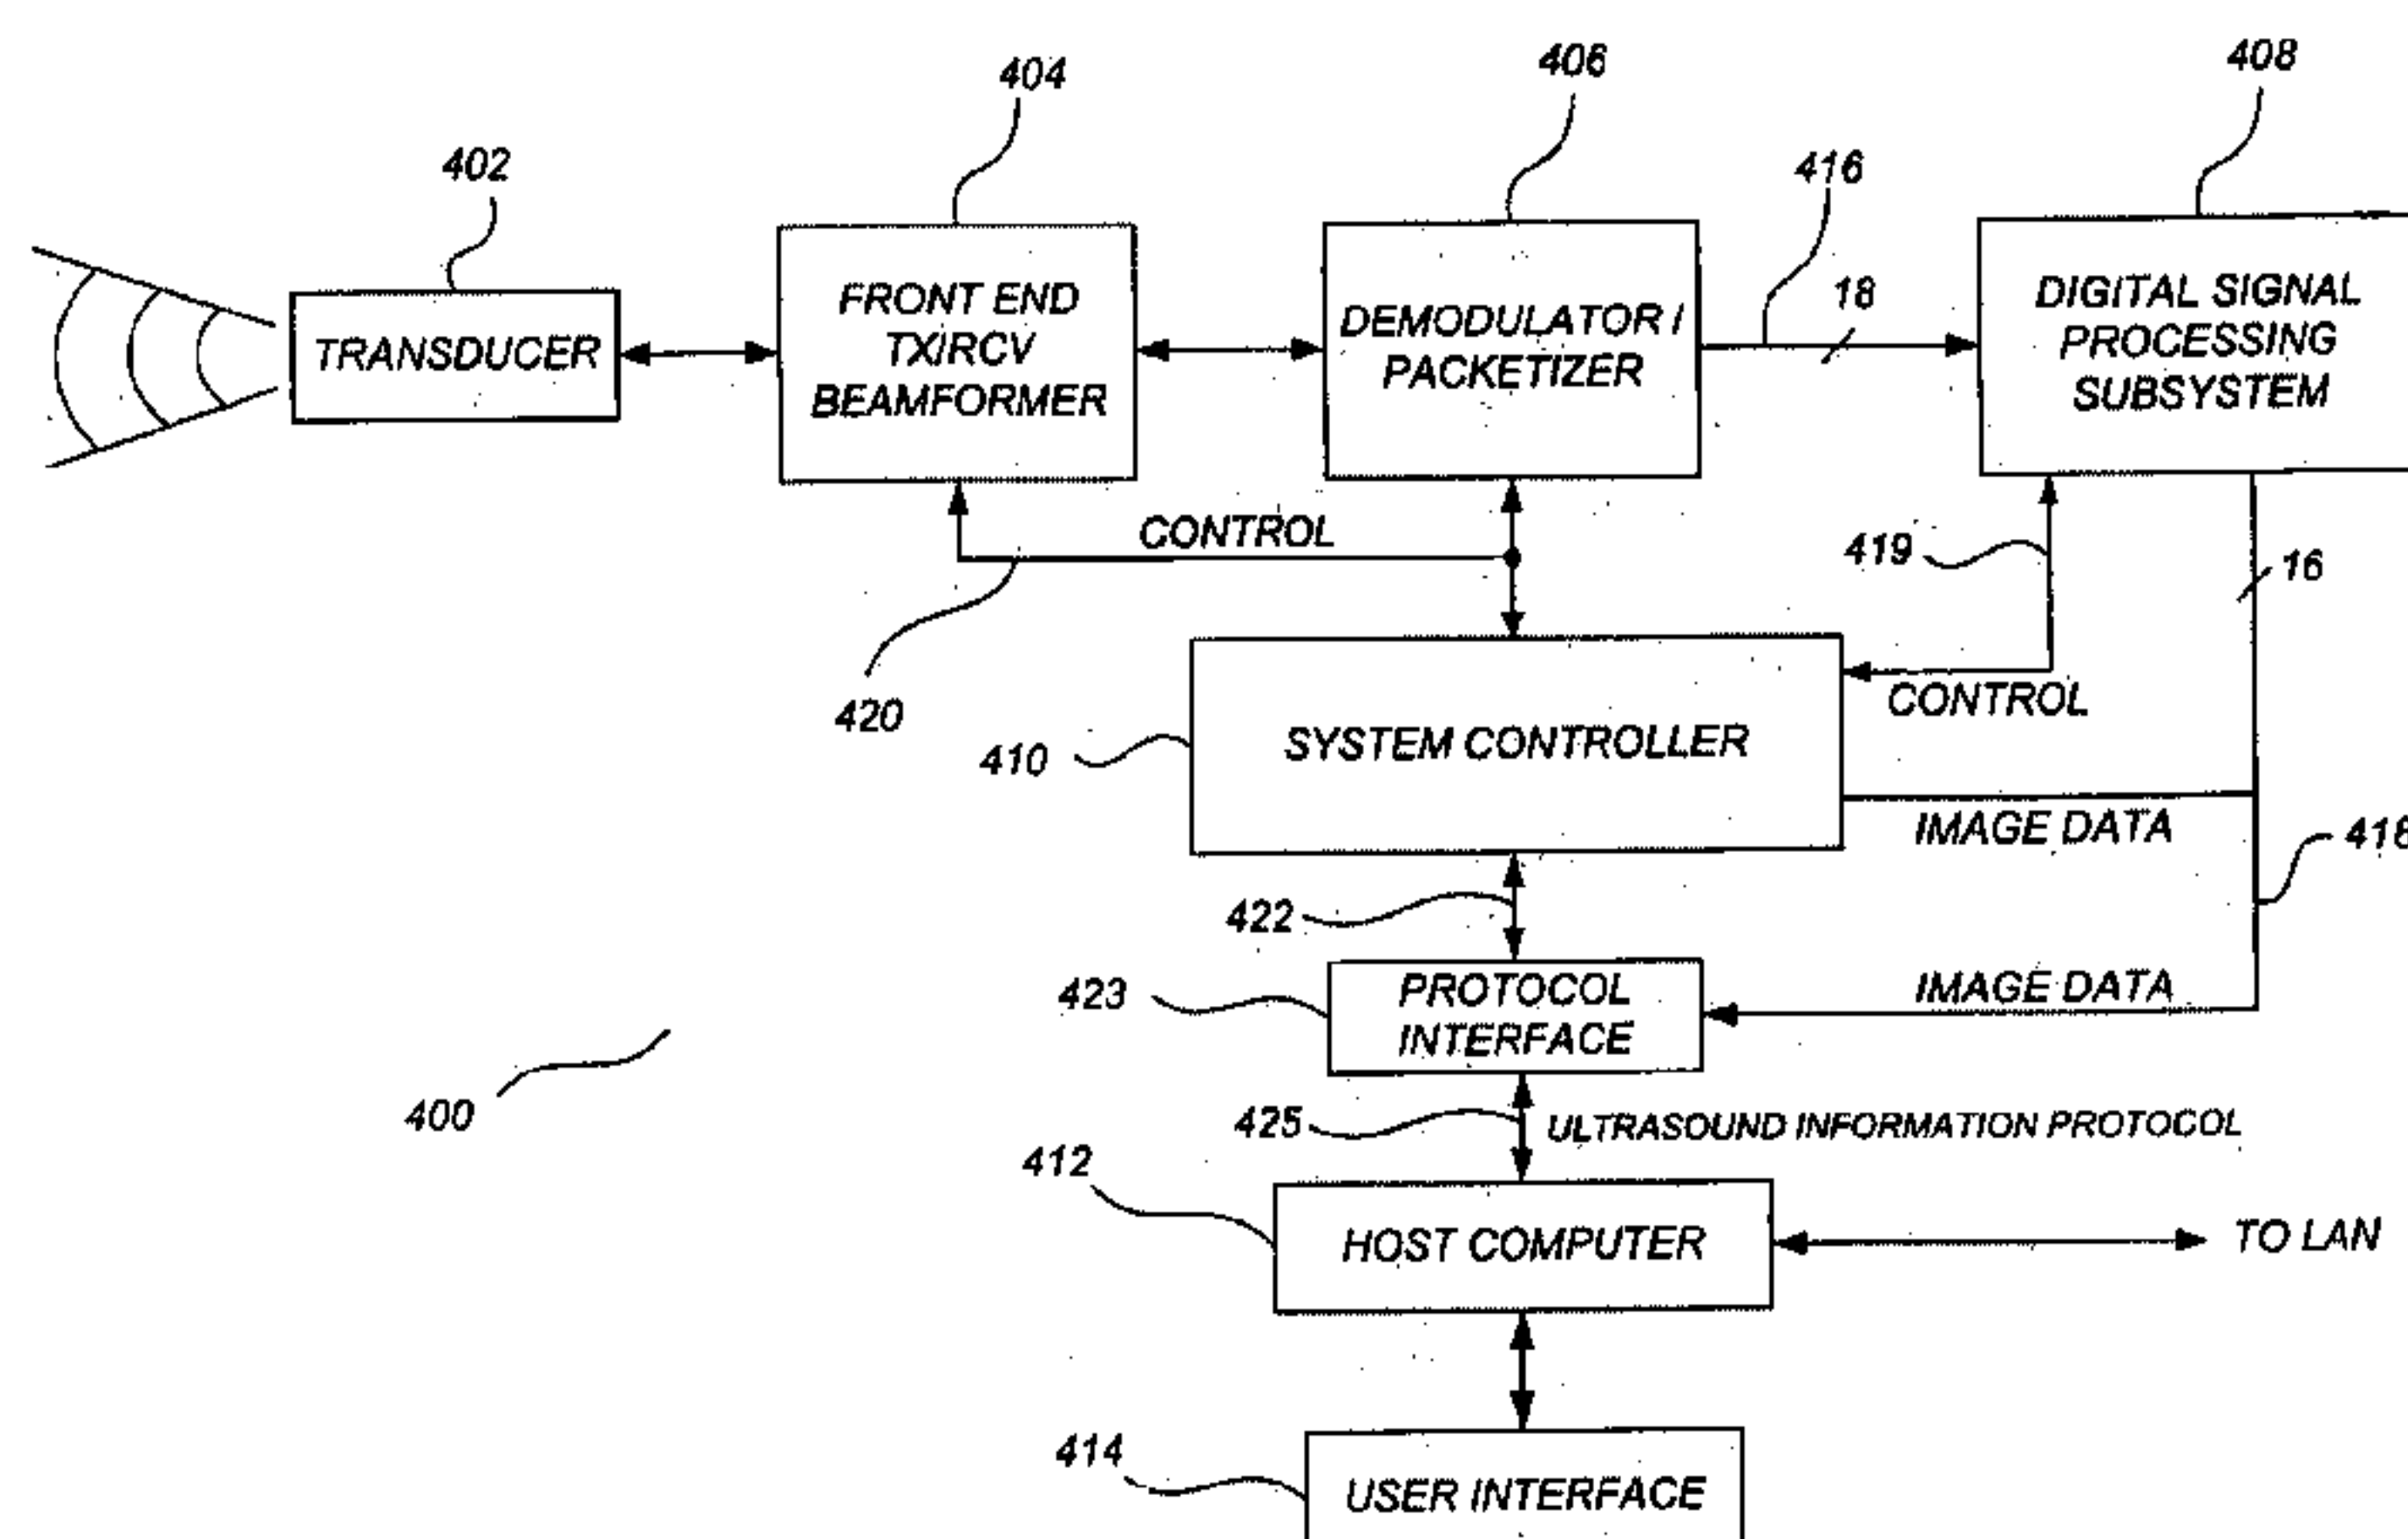 408
406
404
402
416
18
FRONT END
TX/RCV
BEAMFORMER
DEMODULATOR /
PACKETIZER
DIGITAL SIGNAL
PROCESSING
SUBSYSTEM
TRANSDUCER
CONTROL
419
16
420
CONTROL
410
SYSTEM CONTROLLER
IMAGE DATA
418
422
423
PROTOCOL
INTERFACE
IMAGE DATA
400
425
ULTRASOUND INFORMATION PROTOCOL
412
HOST COMPUTER
TO LAN
414
USER INTERFACE